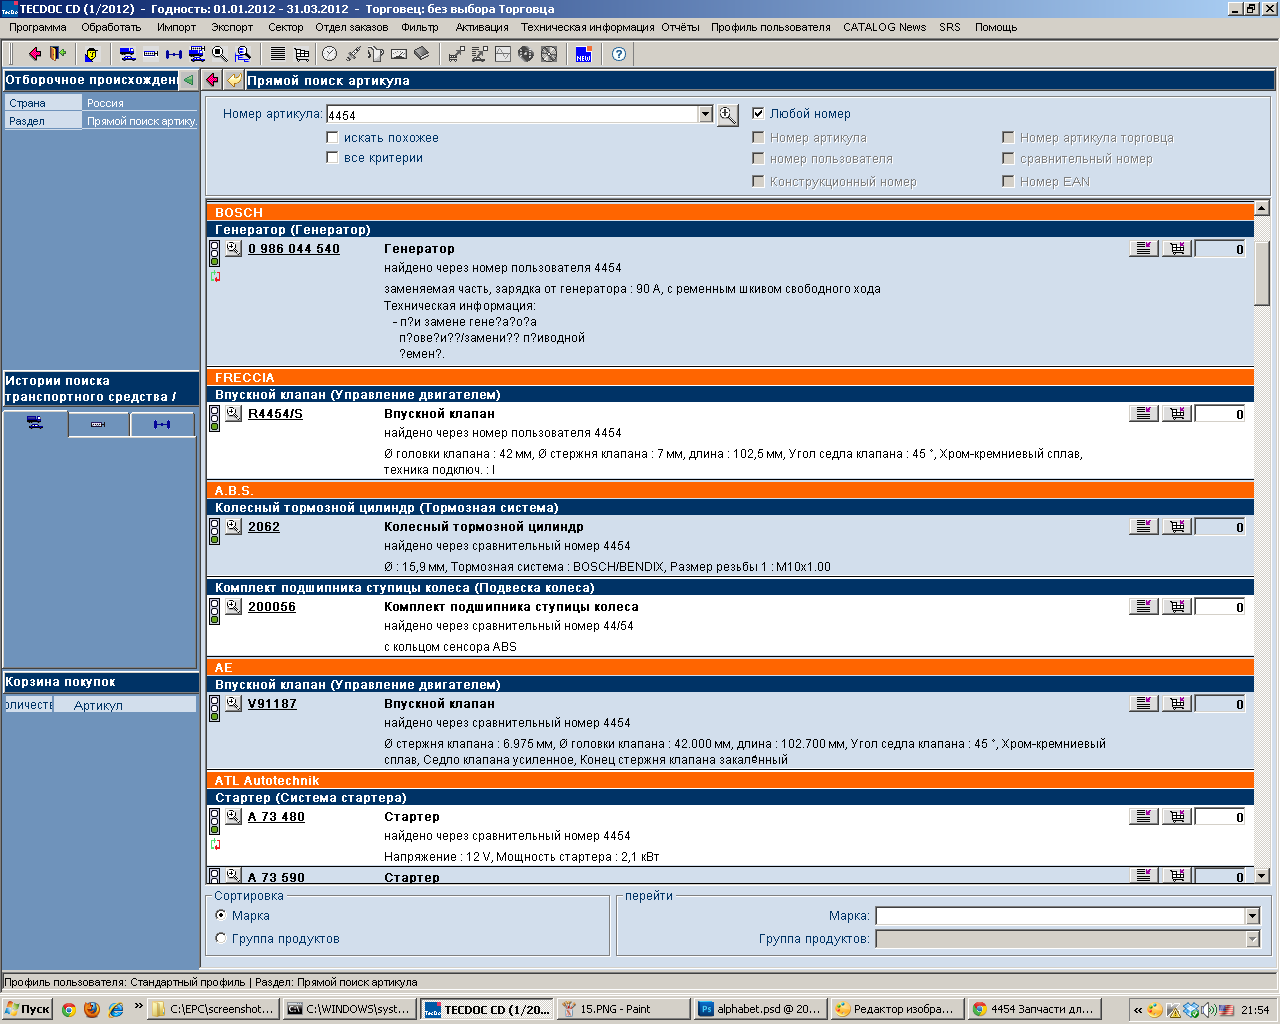 TECDOC CD (1/2012) - Годность: 01.01.2012 - 31.03.2012 - Торговец: без выбора Торговца
Программа Обработать Импорт Экспорт Сектор Отдел заказов Фильтр Активация Техническая информация Отчёты Профиль пользователя CATALOG News SRS Помощь
NEW
Отборочное происхожден
Прямой поиск артикула
Страна Россия
Раздел Прямой поиск артику.
Номер артикула: 4454
Любой номер
искать похожее
Номер артикула
Номер артикула торговца
все критерии
номер пользователя
сравнительный номер
Конструкционный номер
Номер EAN
BOSCH
Генератор (Генератор)
0 986 044 540 Генератор 0
найдено через номер пользователя 4454
заменяемая часть, зарядка от генератора : 90 A, с ременным шкивом свободного хода
Техническая информация:
- п?и замене гене?а?о?а
п?ове?и??/замени?? п?иводной
?емен?.
FRECCIA
Впускной клапан (Управление двигателем)
R4454/S Впускной клапан 0
найдено через номер пользователя 4454
Ø головки клапана : 42 мм, Ø стержня клапана : 7 мм, длина : 102,5 мм, Угол седла клапана : 45 °, Хром-кремниевый сплав,
техника подключ. : I
A.B.S.
Колесный тормозной цилиндр (Тормозная система)
2062 Колесный тормозной цилиндр 0
найдено через сравнительный номер 4454
Ø : 15,9 мм, Тормозная система : BOSCH/BENDIX, Размер резьбы 1 : M10x1.00
Комплект подшипника ступицы колеса (Подвеска колеса)
200056 Комплект подшипника ступицы колеса 0
найдено через сравнительный номер 44/54
с кольцом сенсора ABS
AE
Впускной клапан (Управление двигателем)
V91187 Впускной клапан 0
найдено через сравнительный номер 4454
Ø стержня клапана : 6.975 мм, Ø головки клапана : 42.000 мм, длина : 102.700 мм, Угол седла клапана : 45 °, Хром-кремниевый
сплав, Седло клапана усиленное, Конец стержня клапана закалённый
ATL Autotechnik
Стартер (Система стартера)
A 73 480 Стартер 0
найдено через сравнительный номер 4454
Напряжение : 12 V, Мощность стартера : 2,1 кВт
A 73 590 Стартер 0
Истории поиска
транспортного средства /
Корзина покупок
оличеств Артикул
Сортировка
Марка
Группа продуктов
перейти
Марка:
Группа продуктов:
Профиль пользователя: Стандартный профиль | Раздел: Прямой поиск артикула
Пуск » C:\EPC\screenshot... C:\WINDOWS\syst... TECDOC CD (1/20... 15.PNG - Paint alphabet.psd @ 20... Редактор изобра... 4454 Запчасти дл... « 21:54